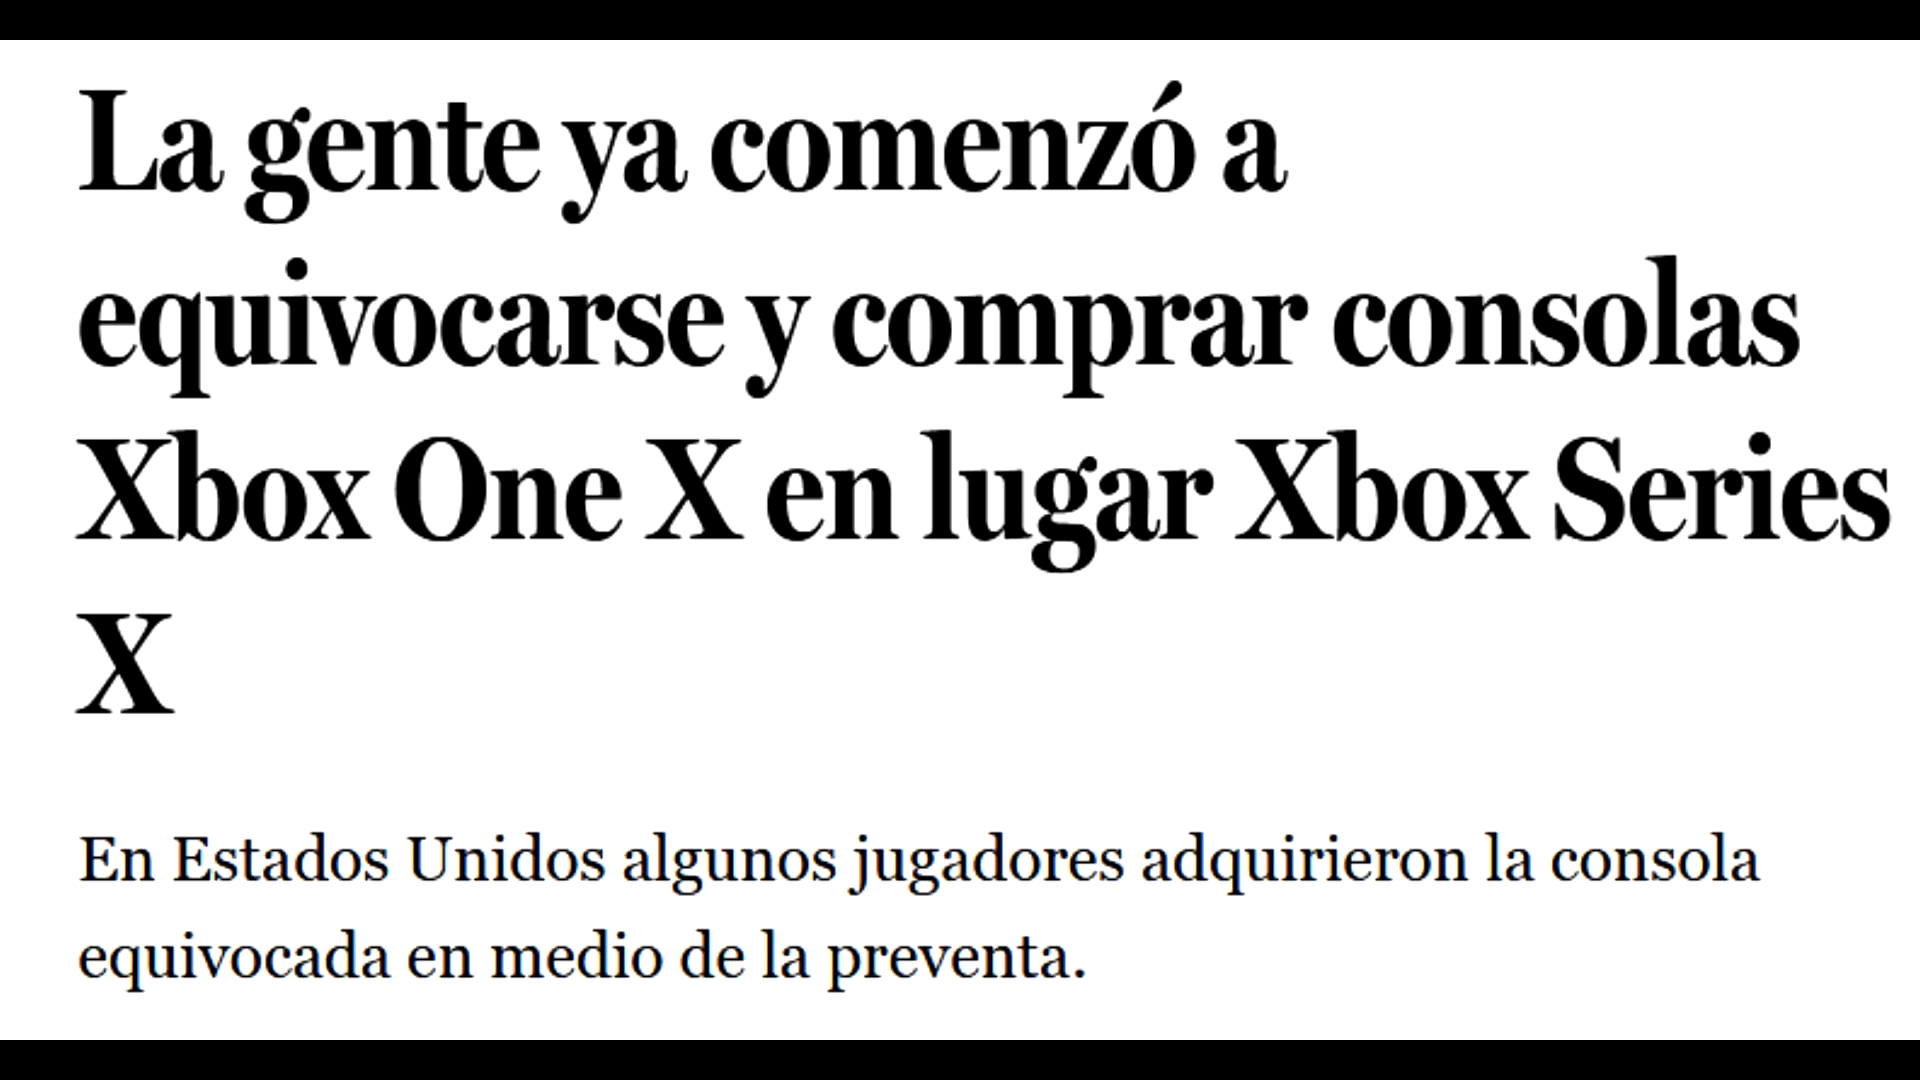 La gente ya comenzó a
equivocarse y comprar consolas
Xbox One X en lugar Xbox Series
X
En Estados Unidos algunos jugadores adquirieron la consola
equivocada en medio de la preventa.